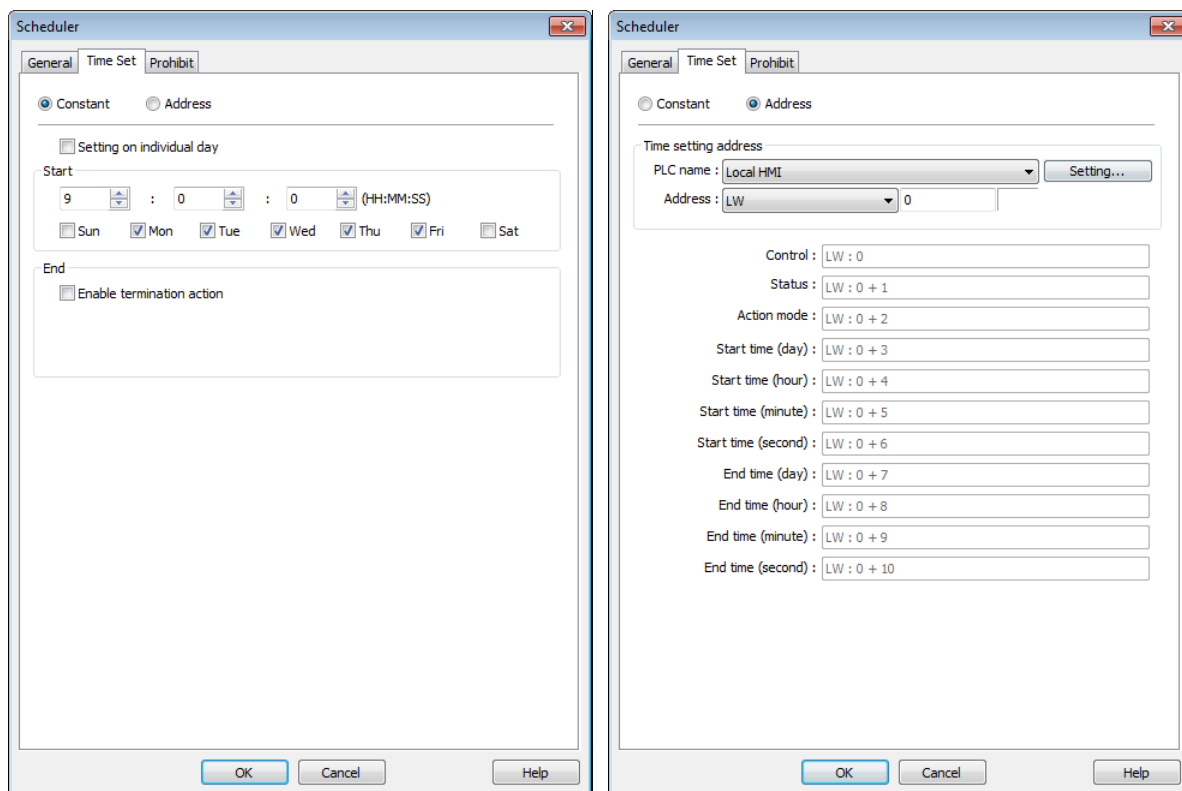 Scheduler
General Time Set Prohibit
Constant Address
Setting on individual day
Start
9 : 0 : 0 (HH:MM:SS)
Sun Mon Tue Wed Thu Fri Sat
End
Enable termination action
OK Cancel Help
Scheduler
General Time Set Prohibit
Constant Address
Time setting address
PLC name : Local HMI Setting...
Address : LW 0
Control : LW : 0
Status : LW : 0 + 1
Action mode : LW : 0 + 2
Start time (day) : LW : 0 + 3
Start time (hour) : LW : 0 + 4
Start time (minute) : LW : 0 + 5
Start time (second) : LW : 0 + 6
End time (day) : LW : 0 + 7
End time (hour) : LW : 0 + 8
End time (minute) : LW : 0 + 9
End time (second) : LW : 0 + 10
OK Cancel Help